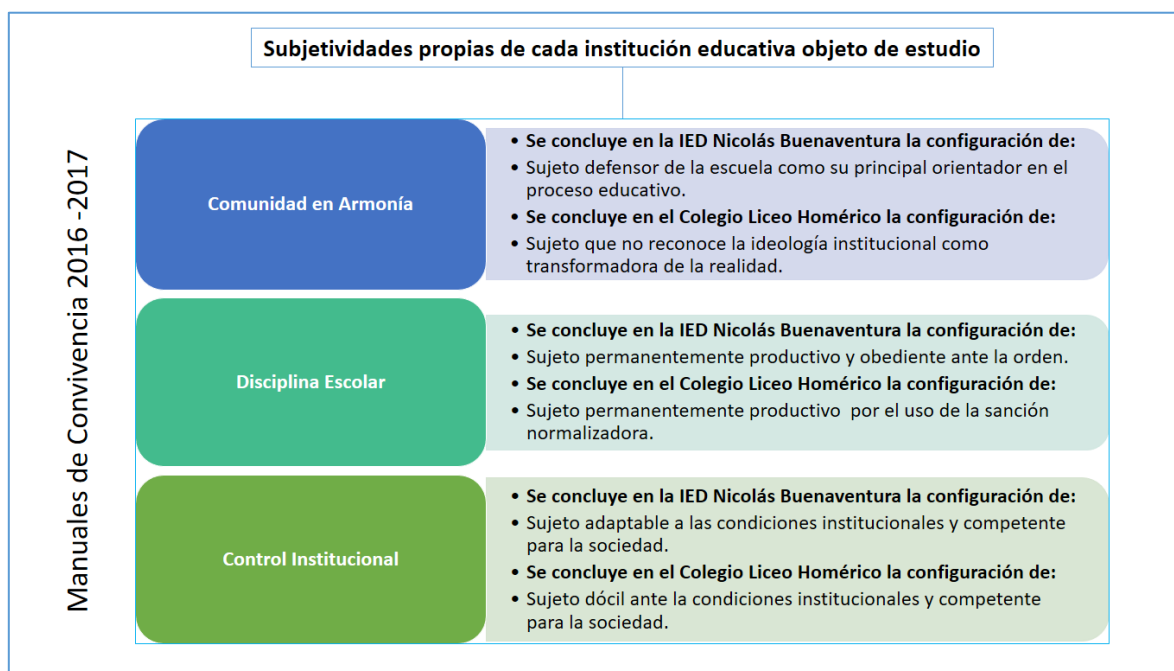 Subjetividades propias de cada institución educativa objeto de estudio
Manuales de Convivencia 2016 -2017
Comunidad en Armonía
• Se concluye en la IED Nicolás Buenaventura la configuración de:
• Sujeto defensor de la escuela como su principal orientador en el
proceso educativo.
• Se concluye en el Colegio Liceo Homérico la configuración de:
• Sujeto que no reconoce la ideología institucional como
transformadora de la realidad.
Disciplina Escolar
• Se concluye en la IED Nicolás Buenaventura la configuración de:
• Sujeto permanentemente productivo y obediente ante la orden.
• Se concluye en el Colegio Liceo Homérico la configuración de:
• Sujeto permanentemente productivo  por el uso de la sanción
normalizadora.
Control Institucional
• Se concluye en la IED Nicolás Buenaventura la configuración de:
• Sujeto adaptable a las condiciones institucionales y competente
para la sociedad.
• Se concluye en el Colegio Liceo Homérico la configuración de:
• Sujeto dócil ante la condiciones institucionales y competente
para la sociedad.